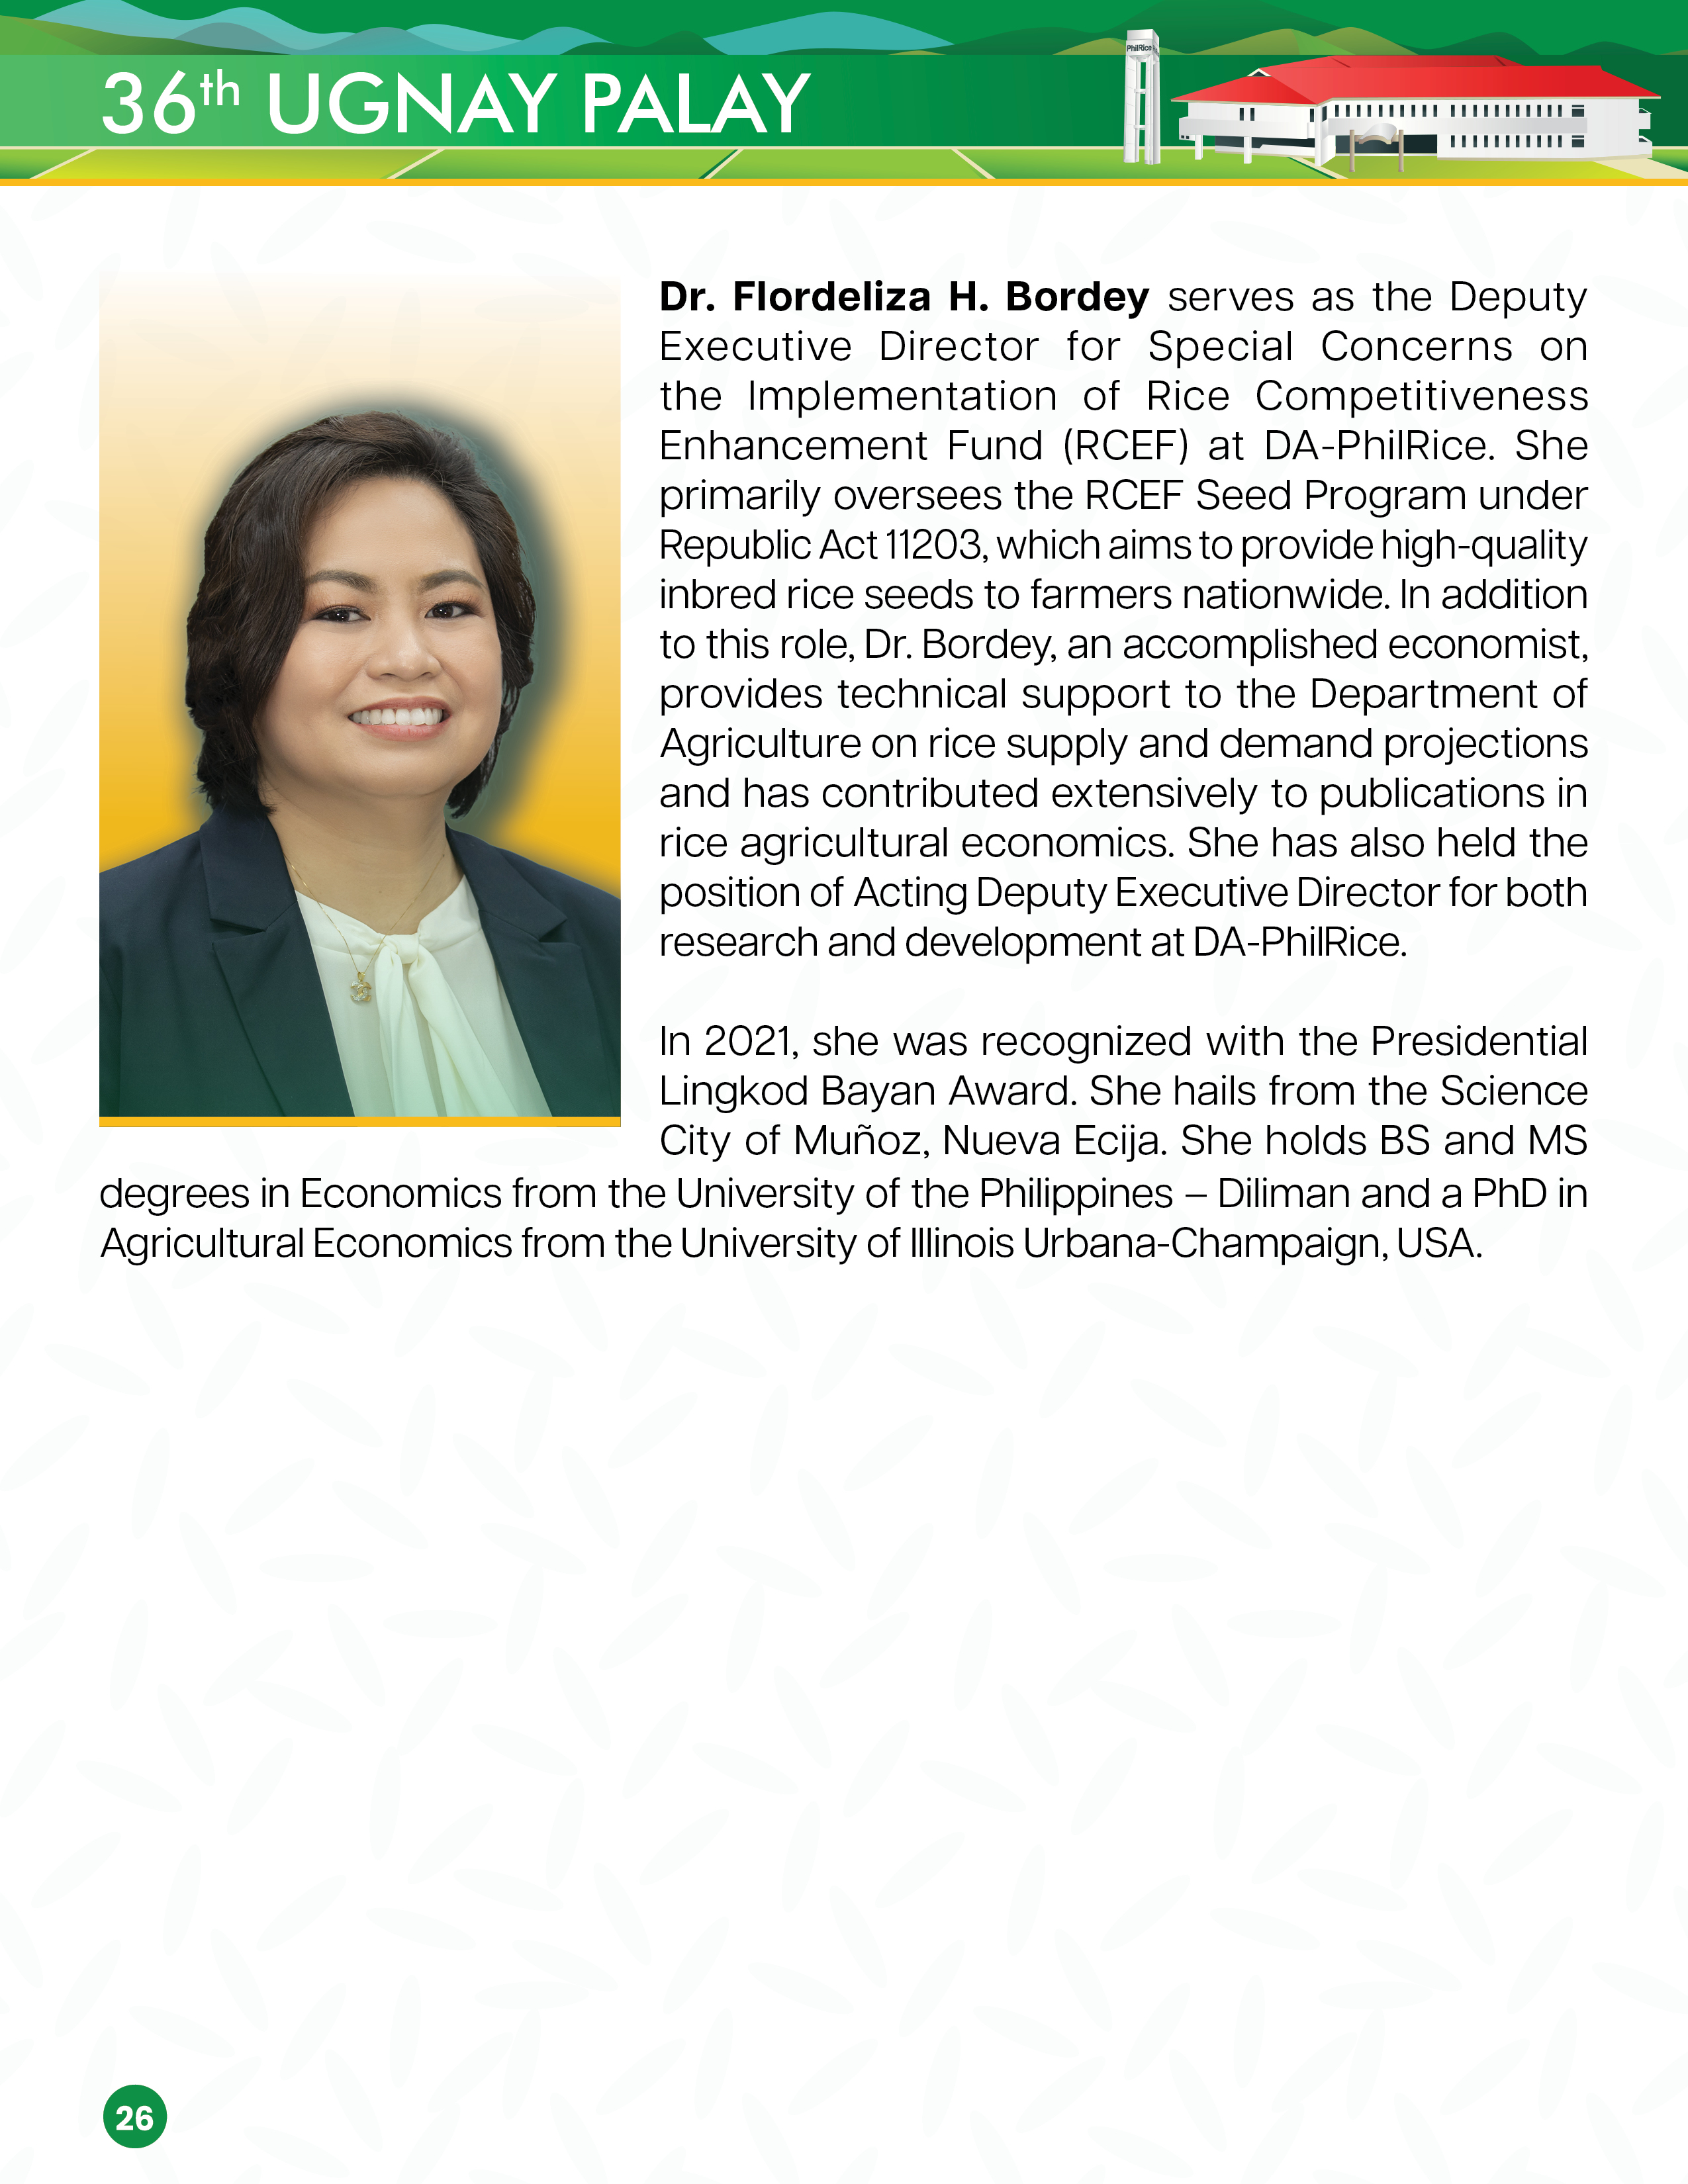 36th UGNAY PALAY
PhilRice
Dr. Flordeliza H. Bordey serves as the Deputy
Executive Director for Special Concerns on
the Implementation of Rice Competitiveness
Enhancement Fund (RCEF) at DA-PhilRice. She
primarily oversees the RCEF Seed Program under
Republic Act 11203, which aims to provide high-quality
inbred rice seeds to farmers nationwide. In addition
to this role, Dr. Bordey, an accomplished economist,
provides technical support to the Department of
Agriculture on rice supply and demand projections
and has contributed extensively to publications in
rice agricultural economics. She has also held the
position of Acting Deputy Executive Director for both
research and development at DA-PhilRice.
In 2021, she was recognized with the Presidential
Lingkod Bayan Award. She hails from the Science
City of Muñoz, Nueva Ecija. She holds BS and MS
degrees in Economics from the University of the Philippines – Diliman and a PhD in
Agricultural Economics from the University of Illinois Urbana-Champaign, USA.
26